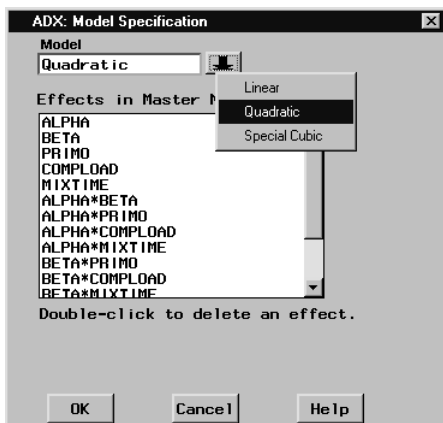 ADX: Model Specification
Model
Quadratic
Linear
Quadratic
Special Cubic
Effects in Master M
ALPHA
BETA
PRIMO
COMPLOAD
MIXTIME
ALPHA*BETA
ALPHA*PRIMO
ALPHA*COMPLOAD
ALPHA*MIXTIME
BETA*PRIMO
BETA*COMPLOAD
BETA*MIXTIME
Double-click to delete an effect.
OK Cancel Help